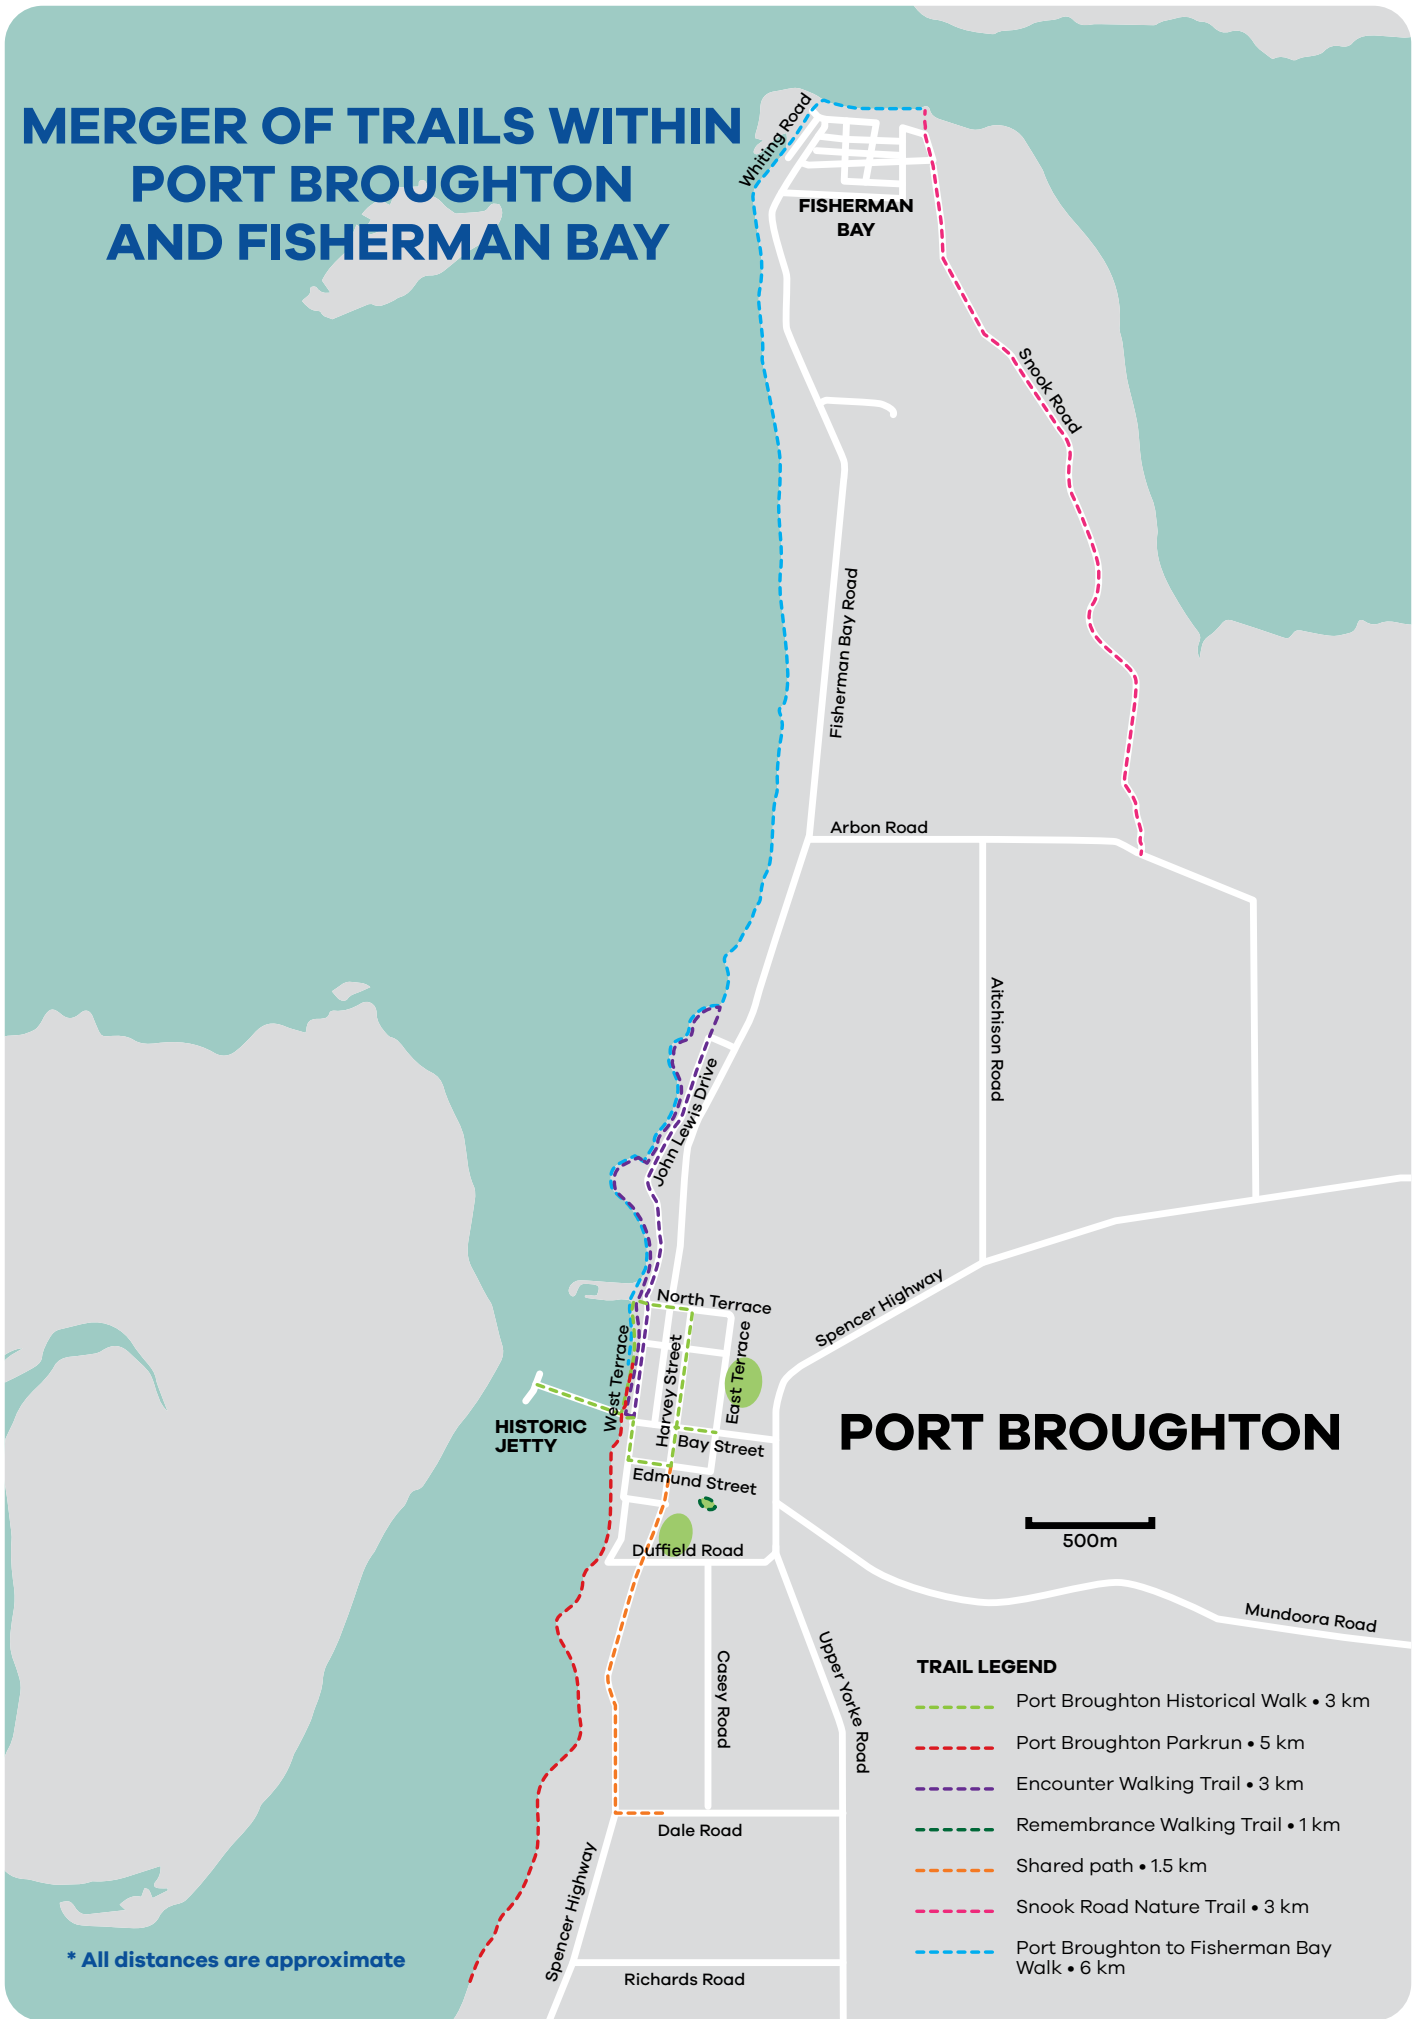 MERGER OF TRAILS WITHIN
PORT BROUGHTON
AND FISHERMAN BAY
Whiting Road
FISHERMAN
BAY
Snook Road
Fisherman Bay Road
Arbon Road
Aitchison Road
John Lewis Drive
North Terrace
Spencer Highway
West Terrace
Harvey Street
East Terrace
HISTORIC
JETTY
PORT BROUGHTON
Bay Street
Edmund Street
500m
Duffield Road
Mundoora Road
Casey Road
Upper Yorke Road
TRAIL LEGEND
Port Broughton Historical Walk • 3 km
Port Broughton Parkrun • 5 km
Encounter Walking Trail • 3 km
Remembrance Walking Trail • 1 km
Shared path • 1.5 km
Snook Road Nature Trail • 3 km
Port Broughton to Fisherman Bay
Walk • 6 km
Dale Road
Spencer Highway
* All distances are approximate
Richards Road